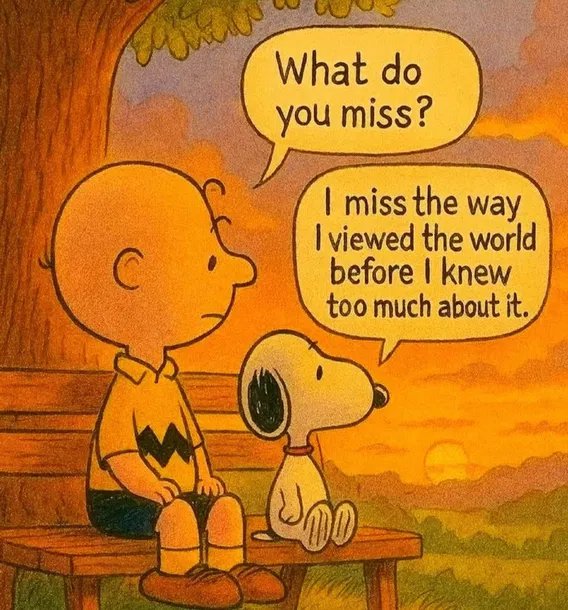 What do
you miss?
I miss the way
I viewed the world
before I knew
too much about it.